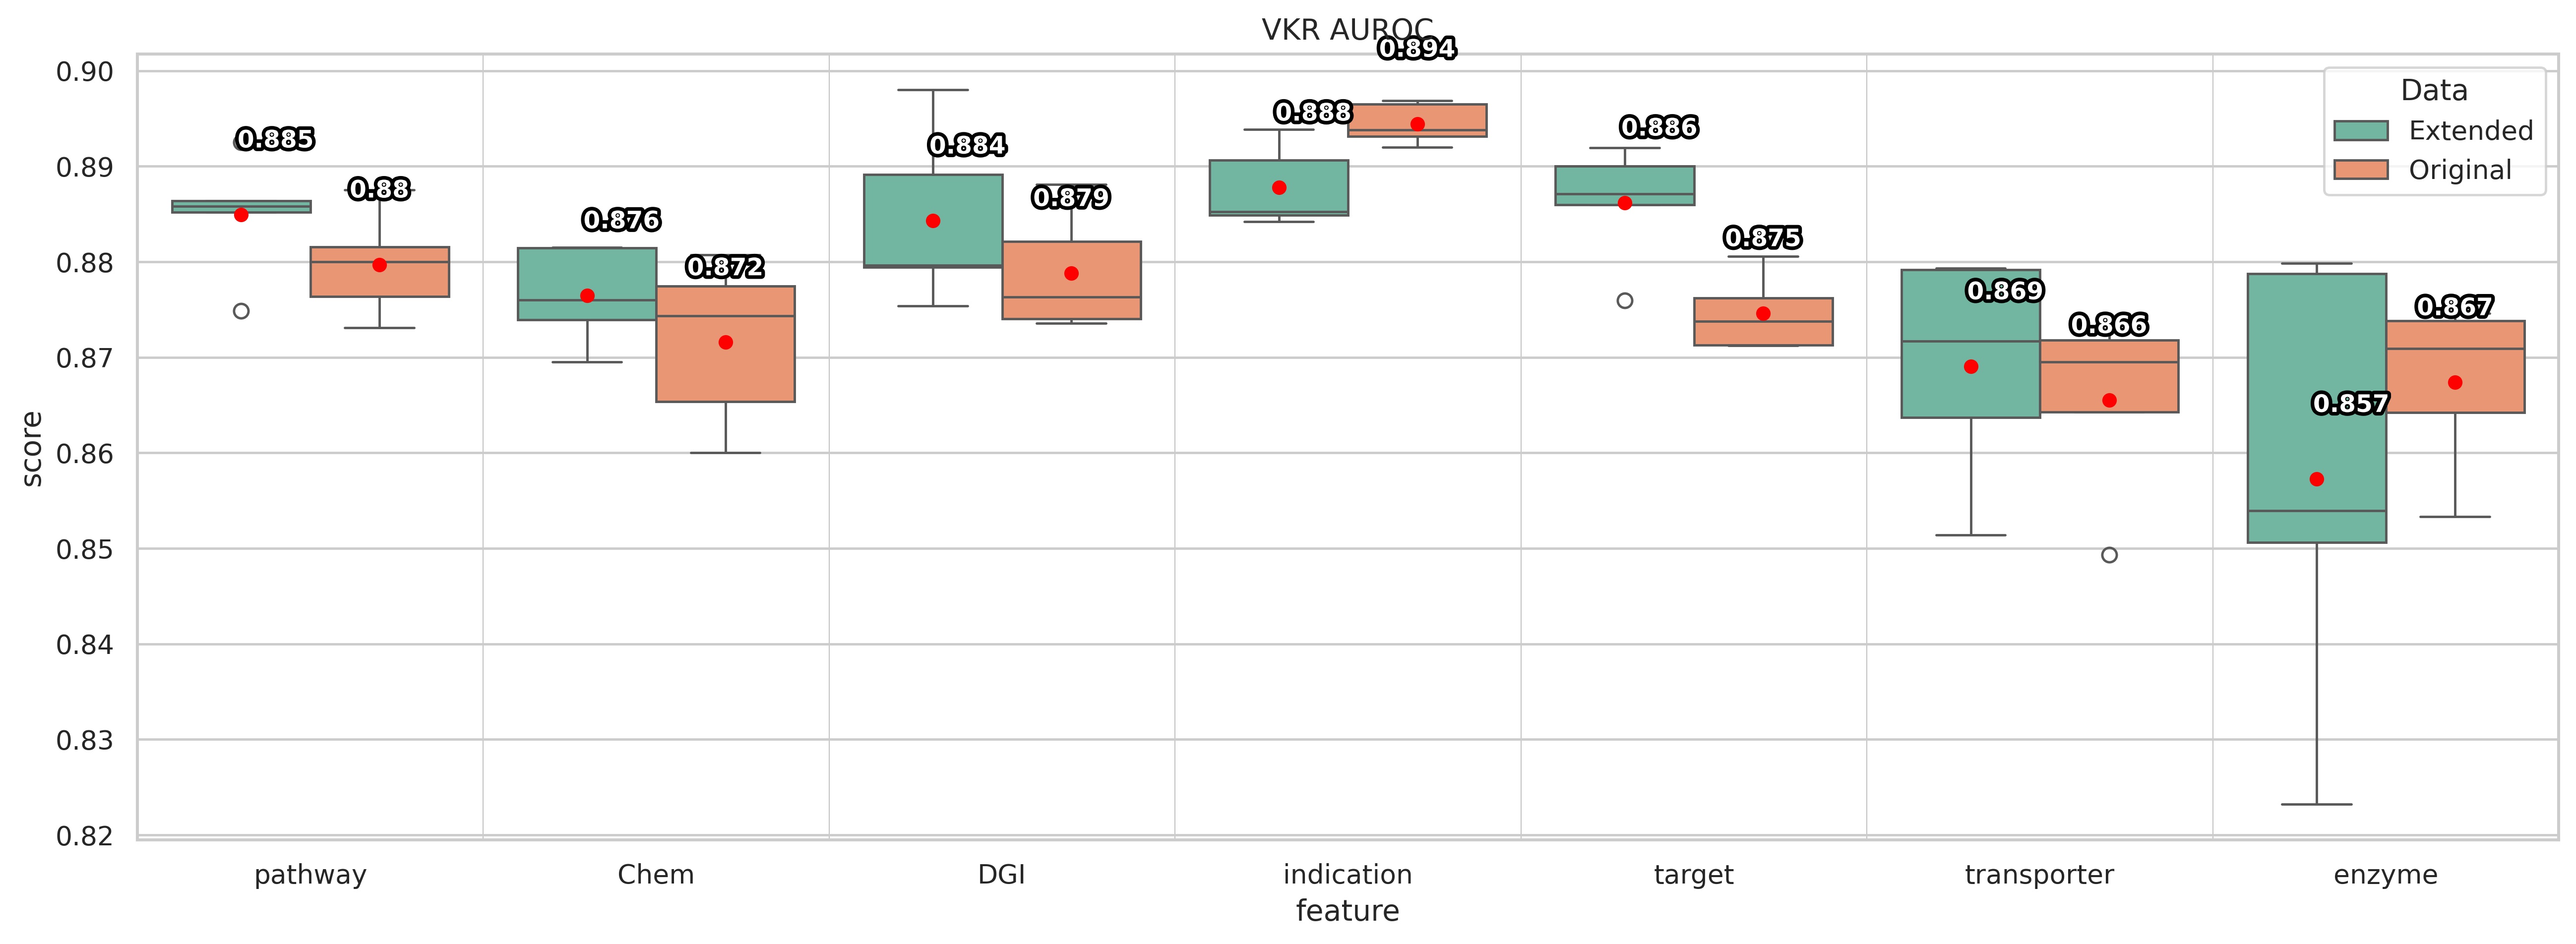 VKR AUROC
0.90
0.89
0.88
0.87
0.86
0.85
0.84
0.83
0.82
score
0.885
0.88
0.876
0.872
0.884
0.879
0.888
0.894
0.886
0.875
0.869
0.866
0.857
0.867
Data
Extended
Original
pathway
Chem
DGI
indication
target
transporter
enzyme
feature